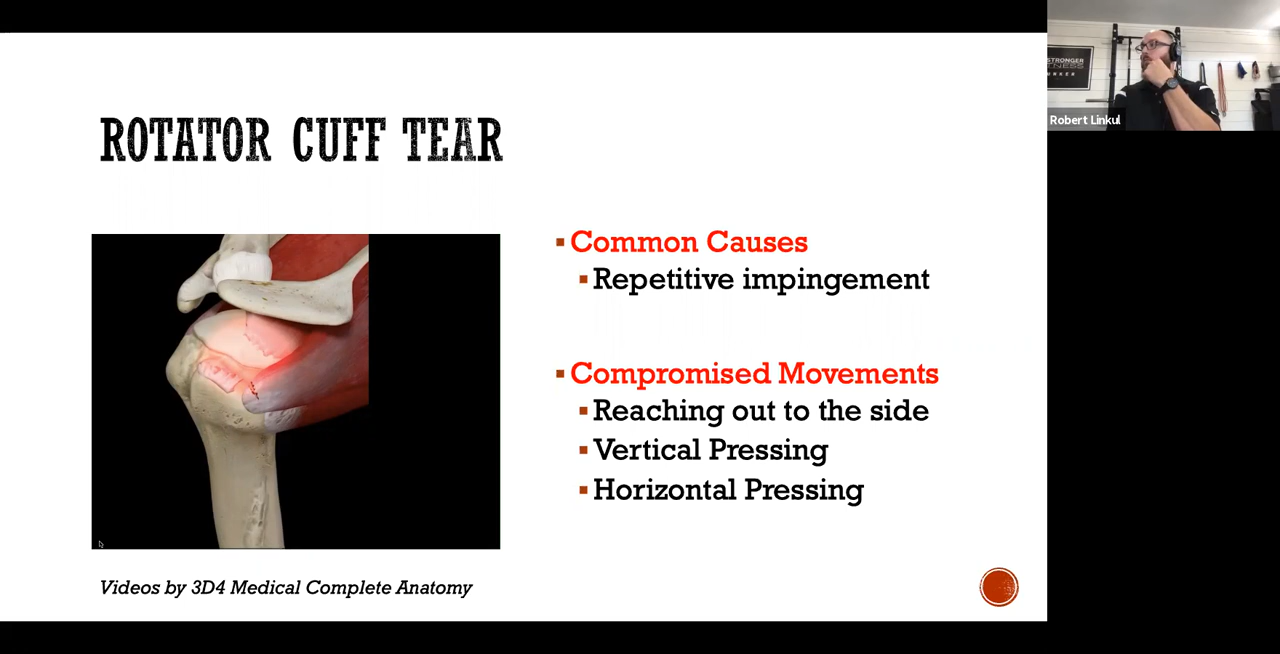 ROTATOR CUFF TEAR
Common Causes
Repetitive impingement
Compromised Movements
Reaching out to the side
Vertical Pressing
Horizontal Pressing
Videos by 3D4 Medical Complete Anatomy
STRONGER
Robert Linkul